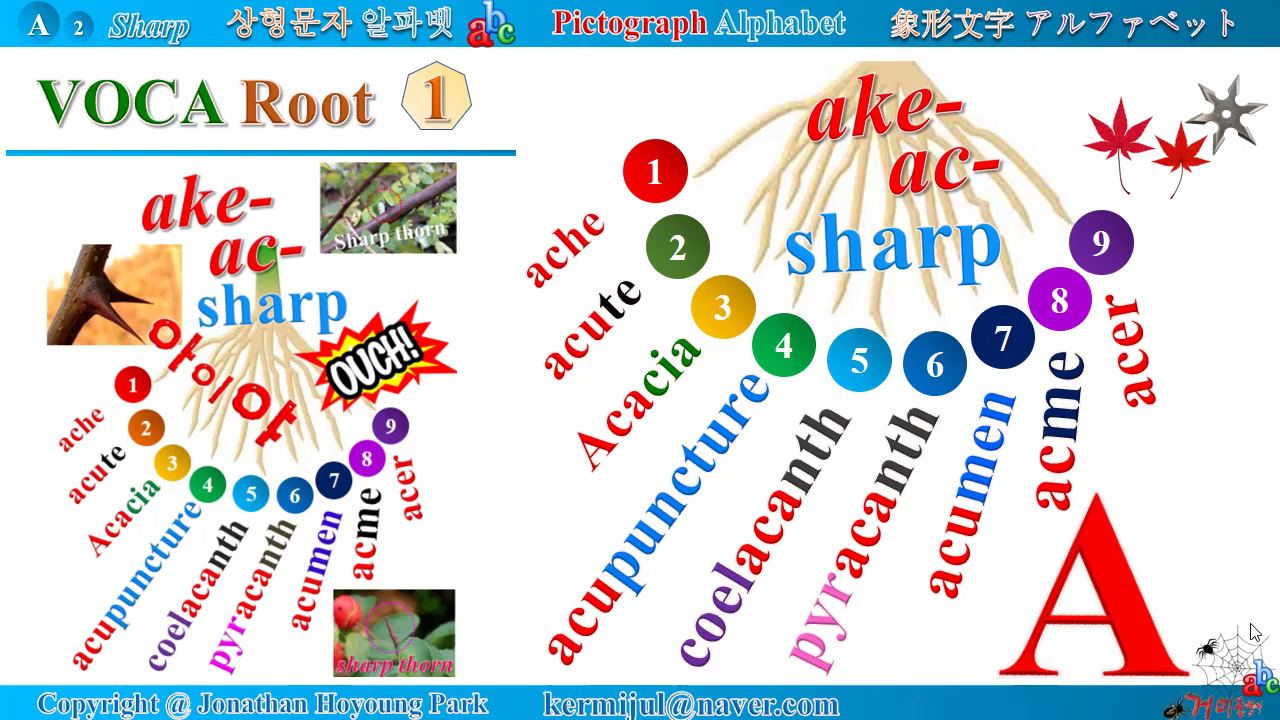 A 2 Sharp 상형문자 알파벳 abc Pictograph Alphabet 象形文字 アルファベット
VOCA Root 1
ake-
ac-
sharp
Sharp thorn
아이야
OUCH!
1 ache
2 acute
3 Acacia
4 acupuncture
5 coelacanth
6 pyracanth
7 acumen
8 acme
9 acer
sharp thorn
ake-
ac-
sharp
1 ache
2 acute
3 Acacia
4 acupuncture
5 coelacanth
6 pyracanth
7 acumen
8 acme
9 acer
A
abc
Copyright @ Jonathan Hoyoung Park kermijul@naver.com